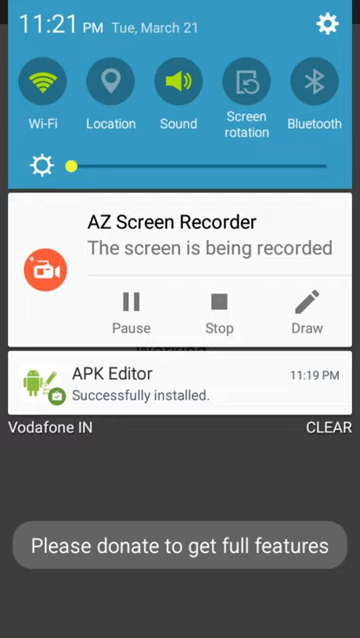 11:21 PM Tue, March 21
Wi-Fi
Location
Sound
Screen
rotation
Bluetooth
AZ Screen Recorder
The screen is being recorded
Pause
Stop
Draw
APK Editor
11:19 PM
Successfully installed.
Vodafone IN
CLEAR
Please donate to get full features